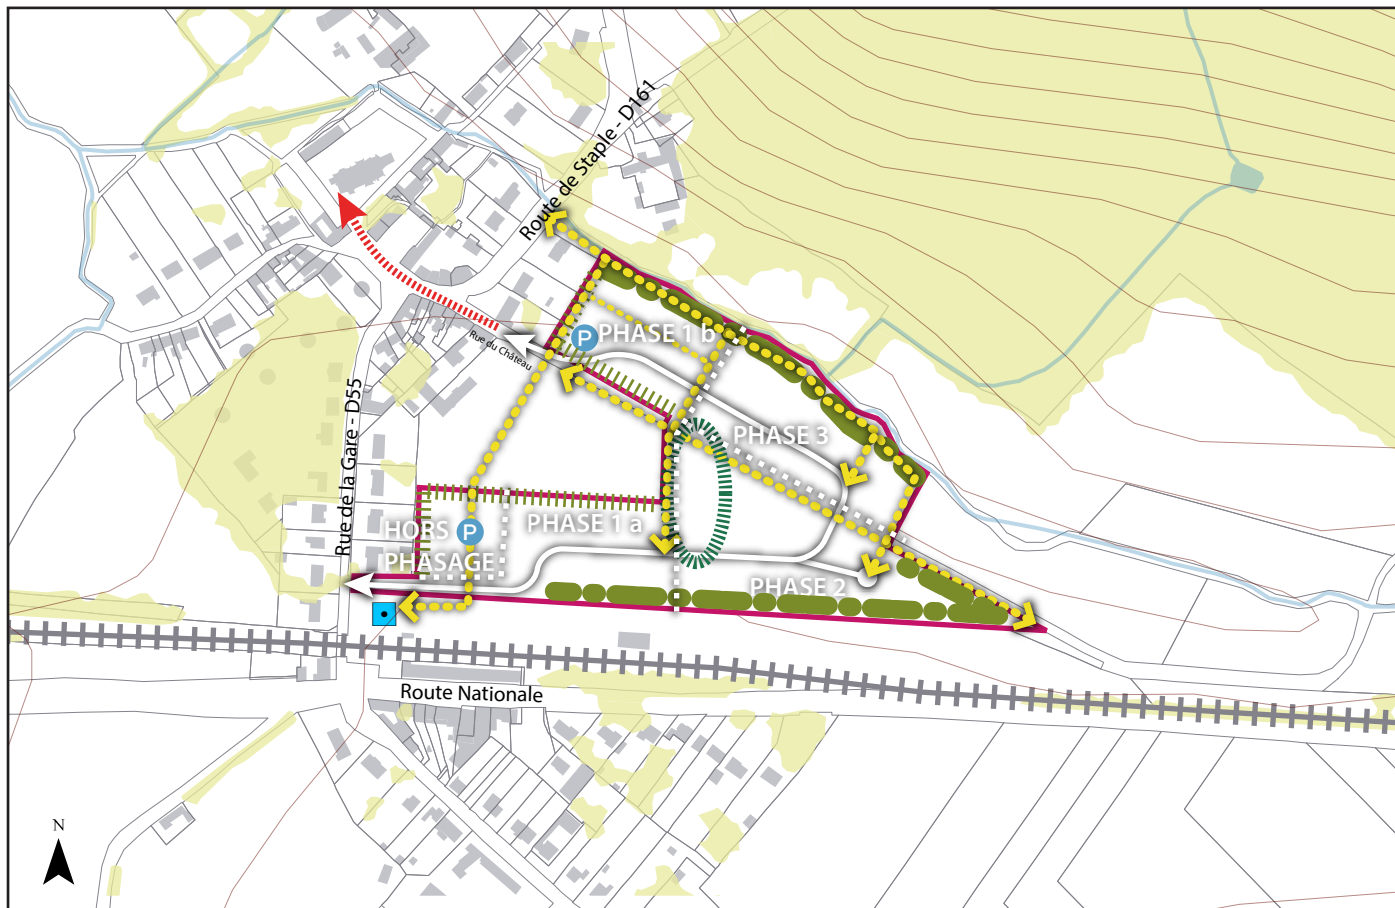 Route de Staple - D161
P
PHASE 1 b
Rue du Château
Rue de la Gare - D55
PHASE 3
HORS
PHASAGE
P
PHASE 1 a
PHASE 2
Route Nationale
N